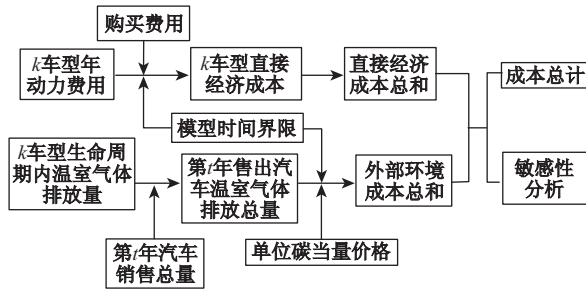 购买费用
k车型年
动力费用
k车型直接
经济成本
直接经济
成本总和
成本总计
模型时间界限
k车型生命周
期内温室气体
排放量
第t年售出汽
车温室气体
排放总量
外部环境
成本总和
敏感性
分析
第t年汽车
销售总量
单位碳当量价格